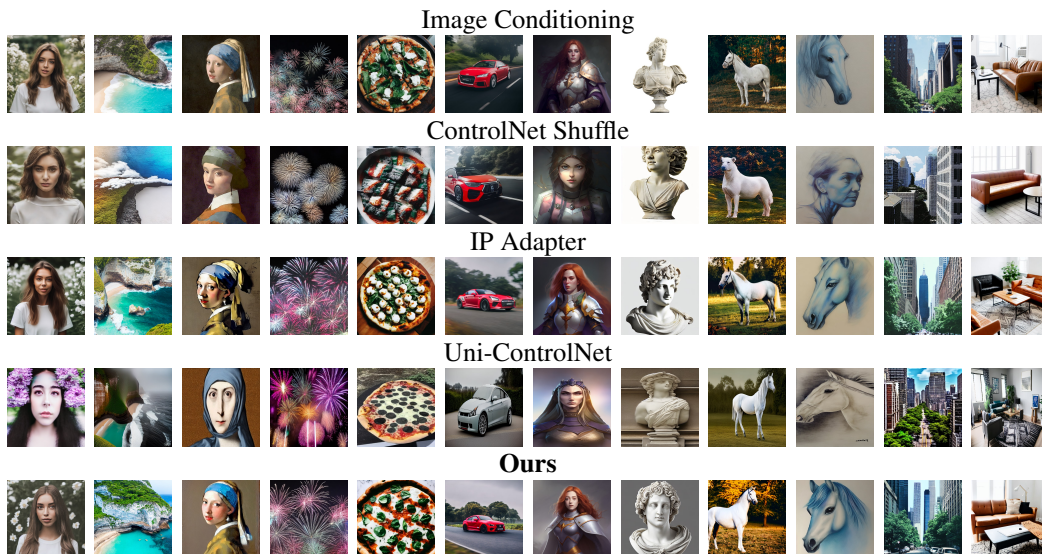 Image Conditioning
ControlNet Shuffle
IP Adapter
Uni-ControlNet
Ours